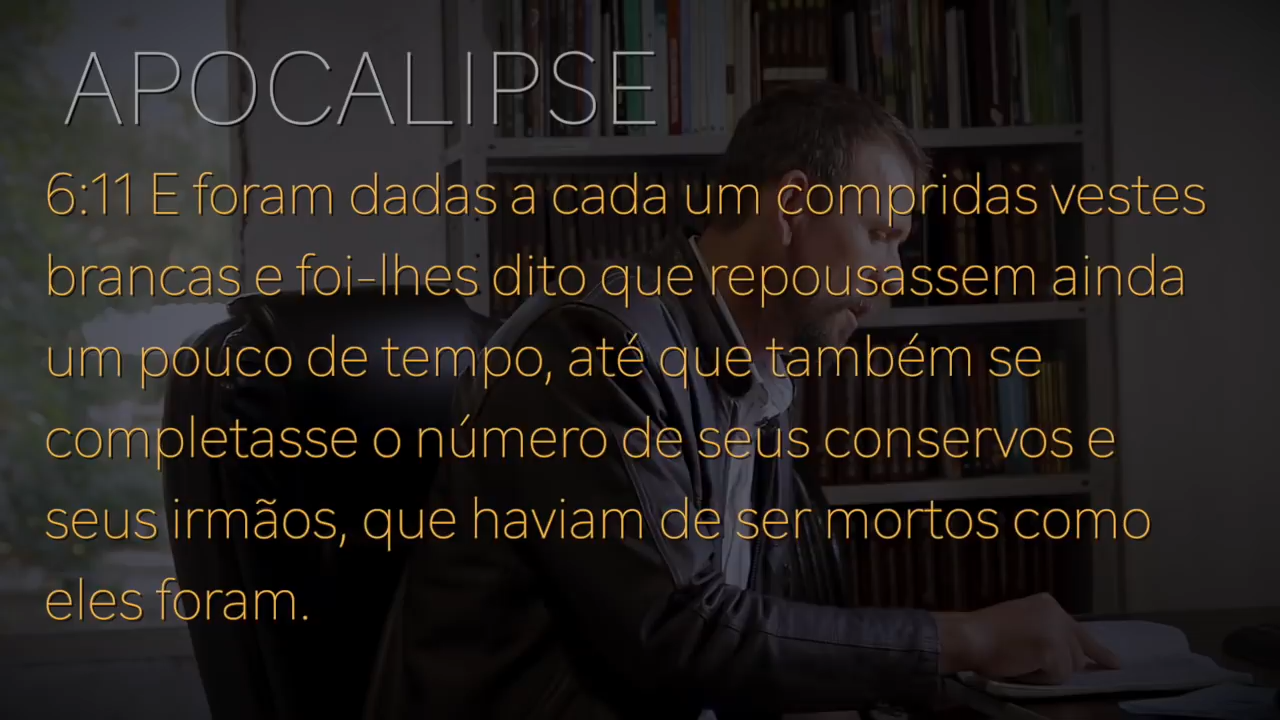 APOCALIPSE
6:11 E foram dadas a cada um compridas vestes
brancas e foi-lhes dito que repousassem ainda
um pouco de tempo, até que também se
completasse o número de seus conservos e
seus irmãos, que haviam de ser mortos como
eles foram.